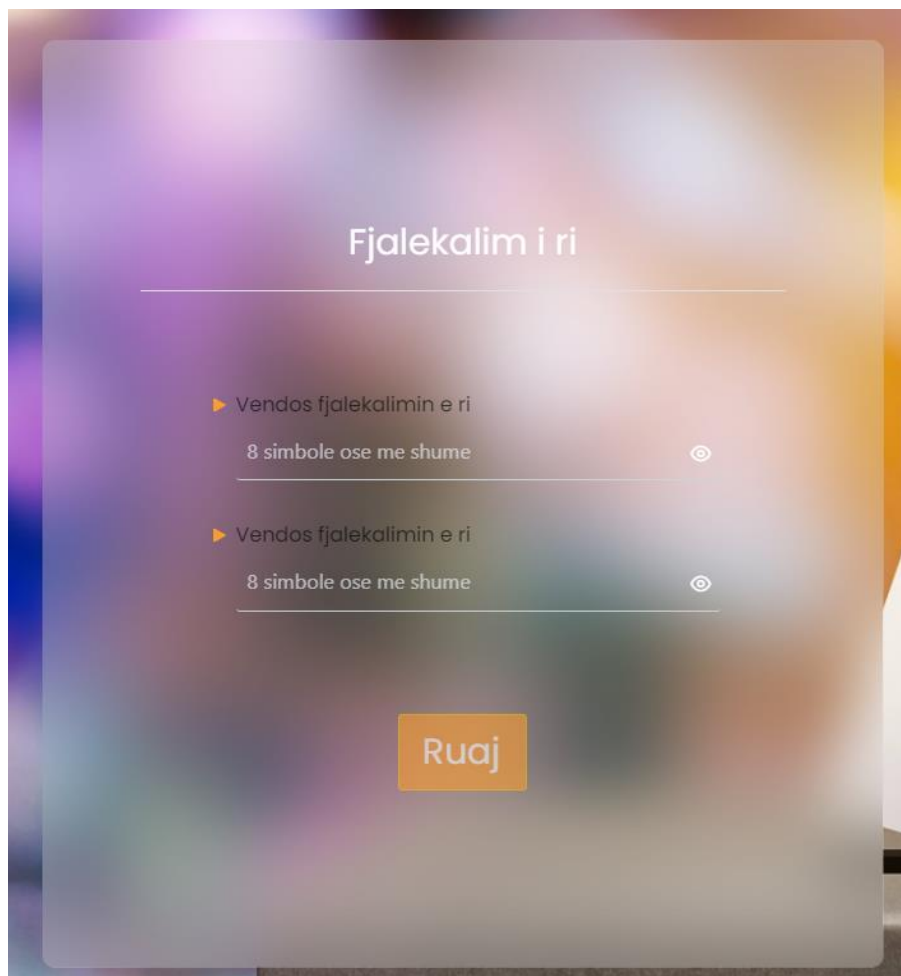 Fjalekalim i ri
Vendos fjalekalimin e ri
8 simbole ose me shume
Vendos fjalekalimin e ri
8 simbole ose me shume
Ruaj